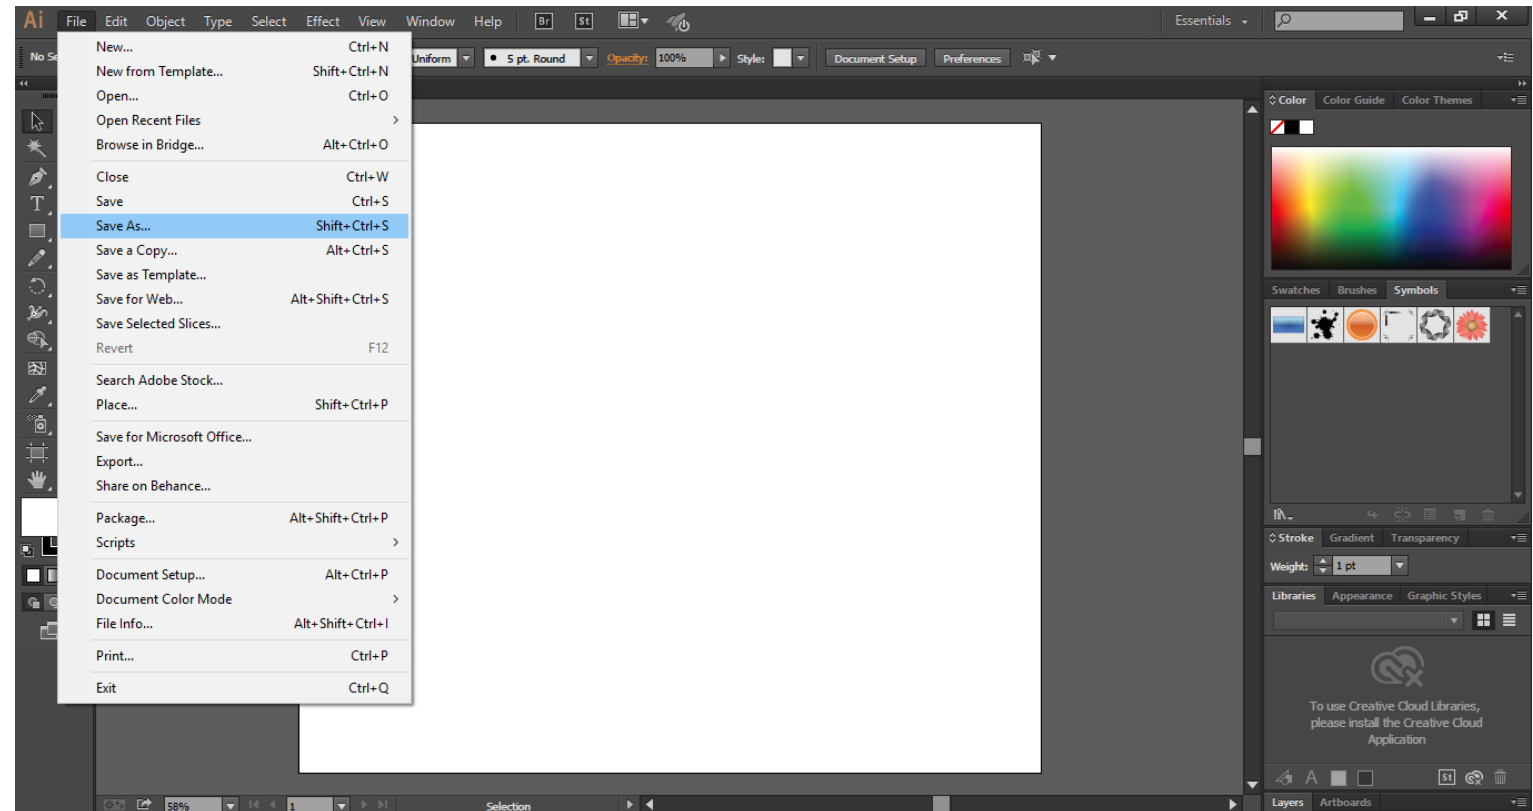 Ai File Edit Object Type Select Effect View Window Help Br St Essentials
No Se Uniform 5 pt. Round Opacity: 100% Style: Document Setup Preferences
New... Ctrl+N
New from Template... Shift+Ctrl+N
Open... Ctrl+O
Open Recent Files
Browse in Bridge... Alt+Ctrl+O
Close Ctrl+W
Save Ctrl+S
Save As... Shift+Ctrl+S
Save a Copy... Alt+Ctrl+S
Save as Template...
Save for Web... Alt+Shift+Ctrl+S
Save Selected Slices...
Revert F12
Search Adobe Stock...
Place... Shift+Ctrl+P
Save for Microsoft Office...
Export...
Share on Behance...
Package... Alt+Shift+Ctrl+P
Scripts
Document Setup... Alt+Ctrl+P
Document Color Mode
File Info... Alt+Shift+Ctrl+I
Print... Ctrl+P
Exit Ctrl+Q
Color Color Guide Color Themes
Swatches Brushes Symbols
Stroke Gradient Transparency
Weight: 1 pt
Libraries Appearance Graphic Styles
To use Creative Cloud Libraries,
please install the Creative Cloud
Application
St
Layers Artboards
58% 1 Selection